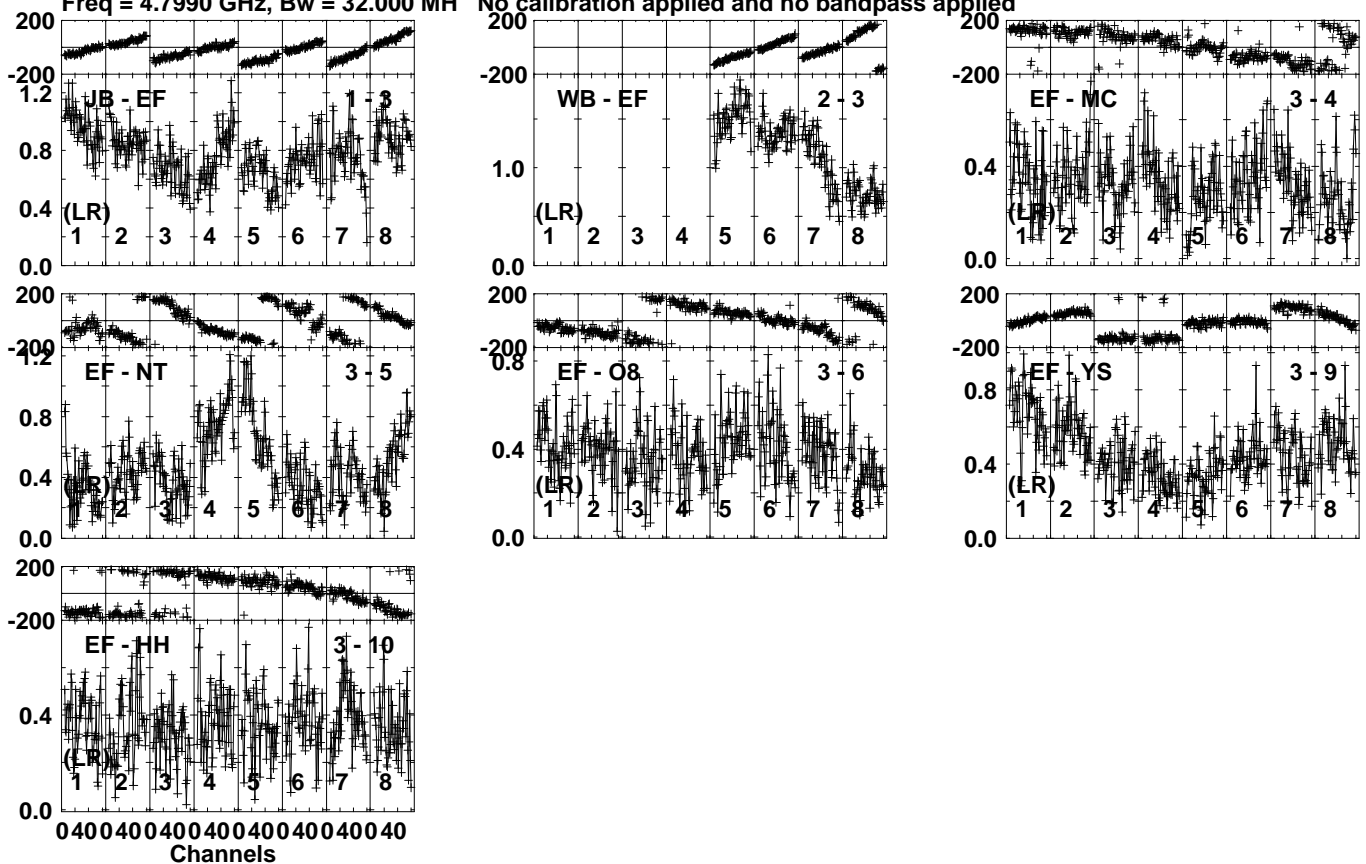 Freq = 4.7990 GHz, Bw = 32.000 MH No calibration applied and no bandpass applied
200
-200
1.2
0.8
0.4
0.0
JB - EF 1 - 3
(LR)
1 2 3 4 5 6 7 8
200
-200
1.0
0.0
WB - EF 2 - 3
(LR)
1 2 3 4 5 6 7 8
200
-200
0.4
0.0
EF - MC 3 - 4
(LR)
1 2 3 4 5 6 7 8
200
-200
1.2
0.8
0.4
0.0
EF - NT 3 - 5
(LR)
1 2 3 4 5 6 7 8
200
-200
0.8
0.4
0.0
EF - O8 3 - 6
(LR)
1 2 3 4 5 6 7 8
200
-200
0.8
0.4
0.0
EF - YS 3 - 9
(LR)
1 2 3 4 5 6 7 8
200
-200
0.4
0.0
EF - HH 3 - 10
(LR)
1 2 3 4 5 6 7 8
0 40 0 40 0 40 0 40 0 40 0 40 0 40 0 40
Channels